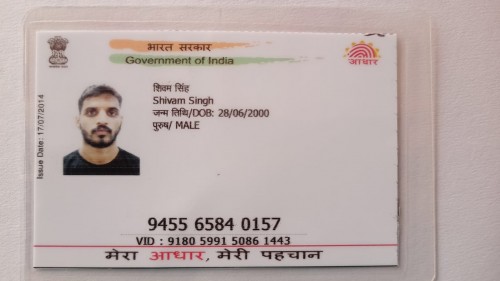 भारत सरकार
Government of India
आधार
Issue Date: 17/07/2014
शिवम सिंह
Shivam Singh
जन्म तिथि/DOB: 28/06/2000
पुरुष/ MALE
9455 6584 0157
VID : 9180 5991 5086 1443
मेरा आधार, मेरी पहचान